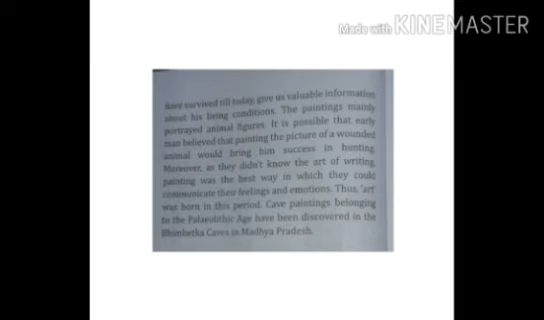 Made with KINEMASTER
have survived till today, give us valuable information
about his living conditions. The paintings mainly
portrayed animal figures. It is possible that early
man believed that painting the picture of a wounded
animal would bring him success in hunting.
Moreover, as they didn't know the art of writing,
painting was the best way in which they could
communicate their feelings and emotions. Thus, 'art'
was born in this period. Cave paintings belonging
to the Palaeolithic Age have been discovered in the
Bhimbetka Caves in Madhya Pradesh.